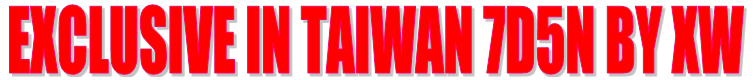 EXCLUSIVE IN TAIWAN 7D5N BY XW